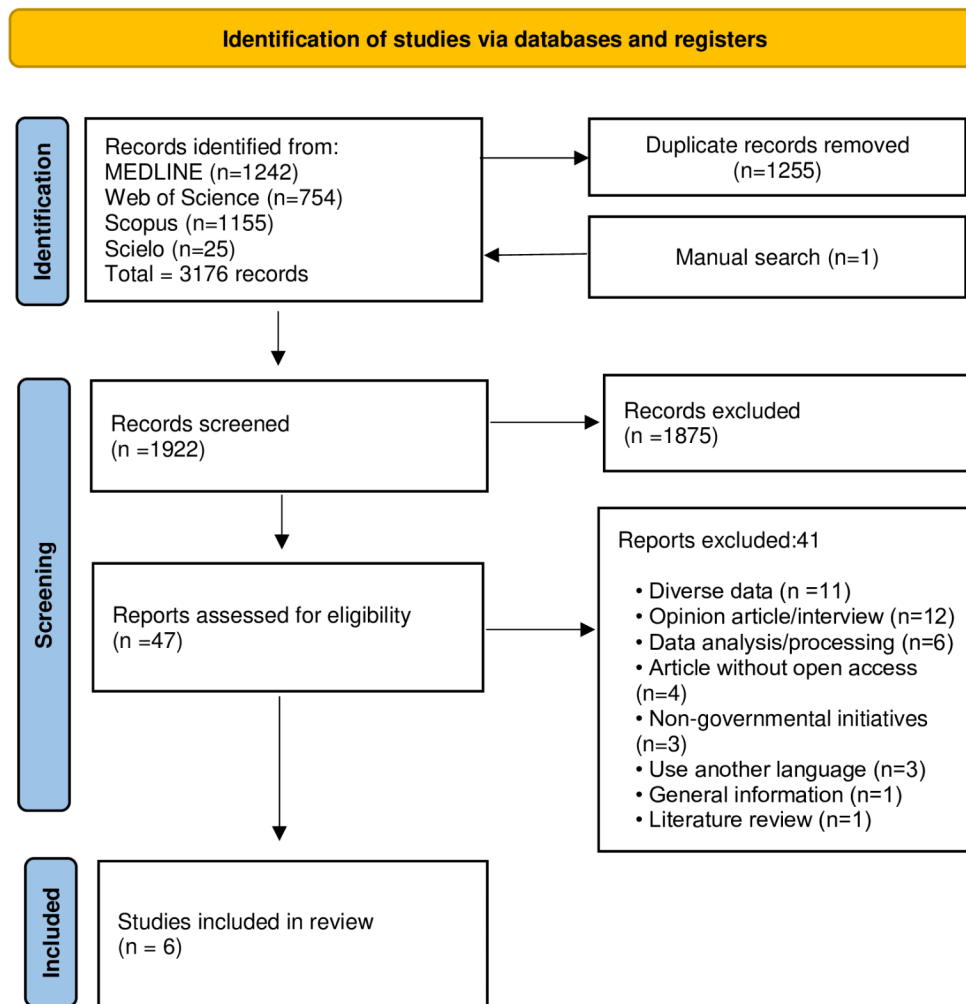 Identification of studies via databases and registers
Identification
Records identified from:
MEDLINE (n=1242)
Web of Science (n=754)
Scopus (n=1155)
Scielo (n=25)
Total = 3176 records
Duplicate records removed
(n=1255)
Manual search (n=1)
Screening
Records screened
(n =1922)
Records excluded
(n =1875)
Reports assessed for eligibility
(n =47)
Reports excluded:41
• Diverse data (n =11)
• Opinion article/interview (n=12)
• Data analysis/processing (n=6)
• Article without open access
(n=4)
• Non-governmental initiatives
(n=3)
• Use another language (n=3)
• General information (n=1)
• Literature review (n=1)
Included
Studies included in review
(n = 6)